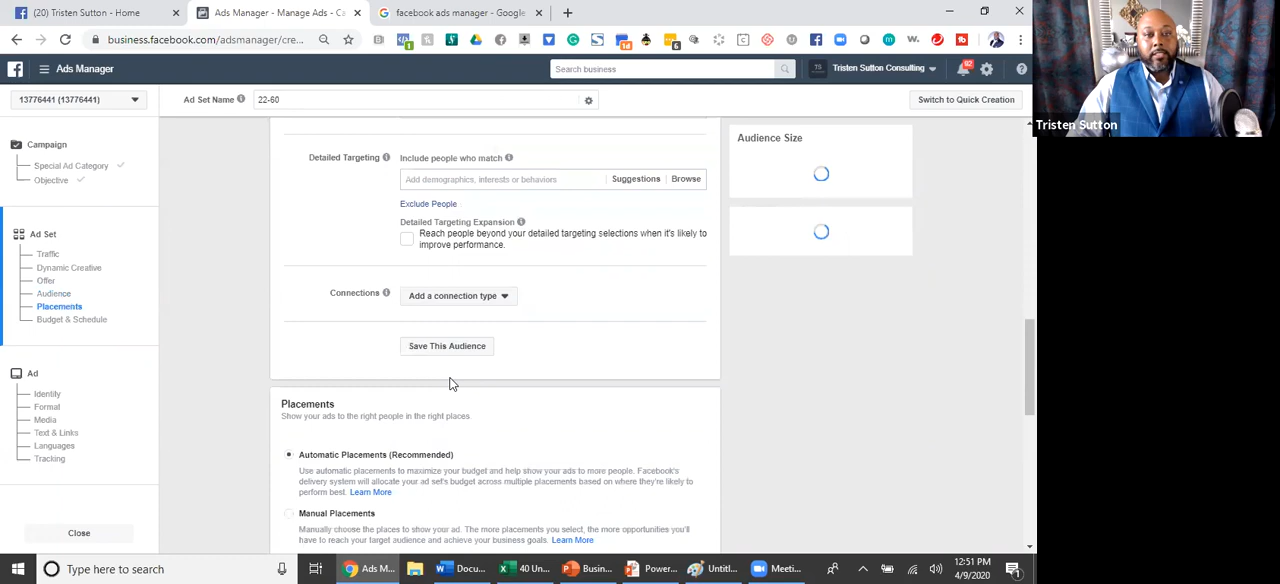 (20) Tristen Sutton - Home
Ads Manager - Manage Ads - Ca
facebook ads manager - Google
business.facebook.com/adsmanager/cre...
Ads Manager
Search business
TS
Tristen Sutton Consulting
92
Tristen Sutton
13776441 (13776441)
Ad Set Name
22-60
Switch to Quick Creation
Campaign
Special Ad Category
Objective
Ad Set
Traffic
Dynamic Creative
Offer
Audience
Placements
Budget & Schedule
Ad
Identity
Format
Media
Text & Links
Languages
Tracking
Close
Detailed Targeting
Include people who match
Add demographics, interests or behaviors
Suggestions
Browse
Exclude People
Detailed Targeting Expansion
Reach people beyond your detailed targeting selections when it's likely to
improve performance.
Connections
Add a connection type
Save This Audience
Audience Size
Placements
Show your ads to the right people in the right places.
Automatic Placements (Recommended)
Use automatic placements to maximize your budget and help show your ads to more people. Facebook's
delivery system will allocate your ad set's budget across multiple placements based on where they're likely to
perform best. Learn More
Manual Placements
Manually choose the places to show your ad. The more placements you select, the more opportunities you'll
have to reach your target audience and achieve your business goals. Learn More
Type here to search
Ads M...
Docu...
40 Un...
Busin...
Power...
Untitl...
Meeti...
12:51 PM
4/9/2020